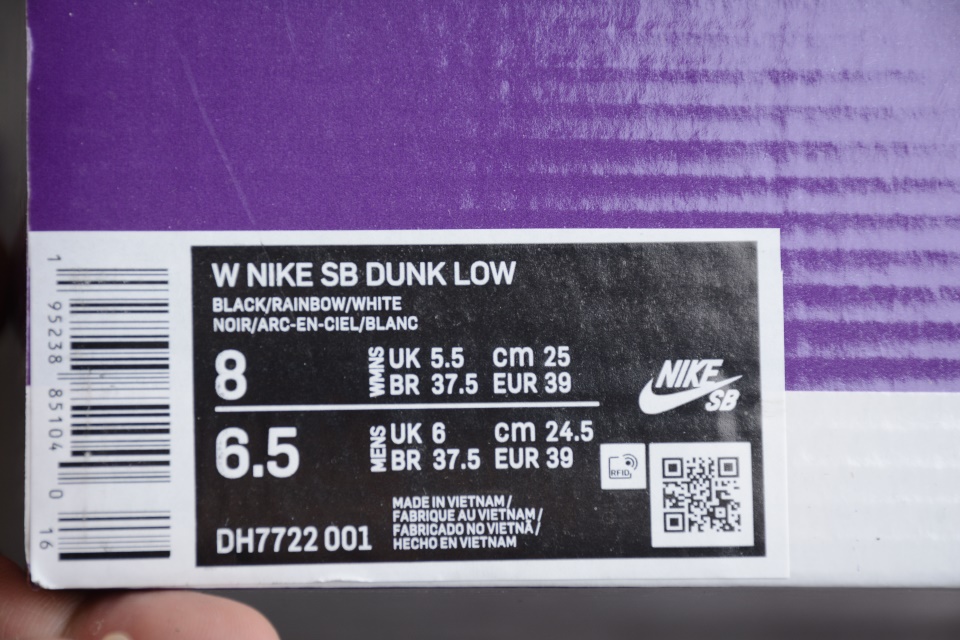 W NIKE SB DUNK LOW
BLACK/RAINBOW/WHITE
NOIR/ARC-EN-CIEL/BLANC
8 WMNS UK 5.5 cm 25
BR 37.5 EUR 39
6.5 MENS UK 6 cm 24.5
BR 37.5 EUR 39
NIKE
SB
RFID
DH7722 001
MADE IN VIETNAM /
FABRIQUE AU VIETNAM /
FABRICADO NO VIETNÃ /
HECHO EN VIETNAM
1 95238 85104 0 16